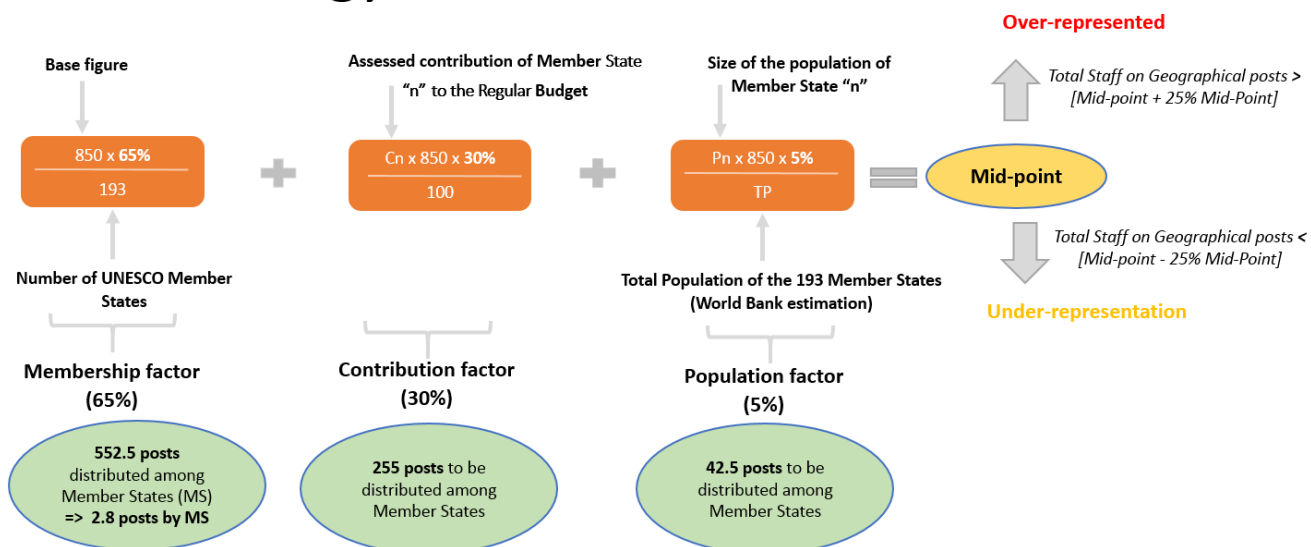 Over-represented
Base figure
Assessed contribution of Member State
"n" to the Regular Budget
Size of the population of
Member State "n"
Total Staff on Geographical posts >
[Mid-point + 25% Mid-Point]
850 x 65%
193
Cn x 850 x 30%
100
Pn x 850 x 5%
TP
Mid-point
Total Staff on Geographical posts <
[Mid-point - 25% Mid-Point]
Number of UNESCO Member
States
Total Population of the 193 Member States
(World Bank estimation)
Under-representation
Membership factor
(65%)
Contribution factor
(30%)
Population factor
(5%)
552.5 posts
distributed among
Member States (MS)
=> 2.8 posts by MS
255 posts to be
distributed among
Member States
42.5 posts to be
distributed among
Member States